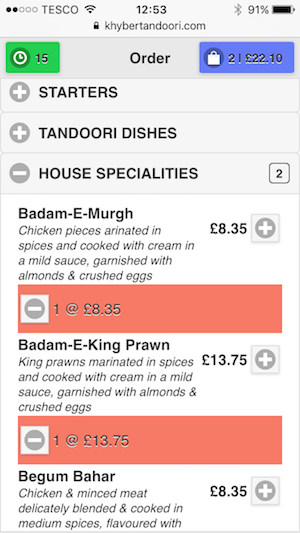 TESCO 12:53 91%
khybertandoori.com
15 Order 2 | £22.10
STARTERS
TANDOORI DISHES
HOUSE SPECIALITIES 2
Badam-E-Murgh
£8.35
Chicken pieces arinated in
spices and cooked with cream in
a mild sauce, garnished with
almonds & crushed eggs
1 @ £8.35
Badam-E-King Prawn
£13.75
King prawns marinated in spices
and cooked with cream in a mild
sauce, garnished with almonds &
crushed eggs
1 @ £13.75
Begum Bahar
£8.35
Chicken & minced meat
delicately blended & cooked in
medium spices, flavoured with